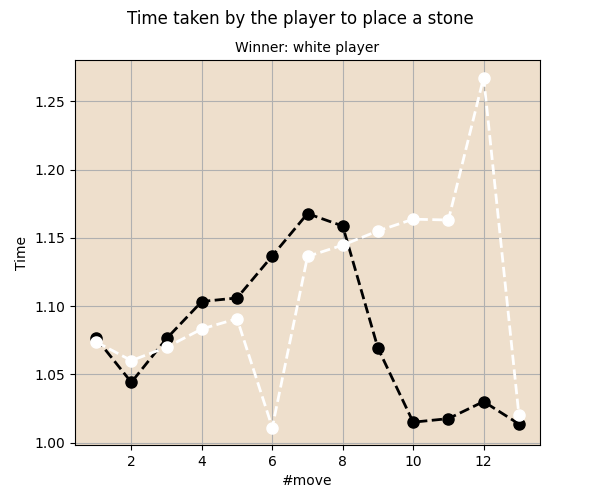 Time taken by the player to place a stone
Winner: white player
1.25
1.20
1.15
1.10
1.05
1.00
Time
2 4 6 8 10 12
#move